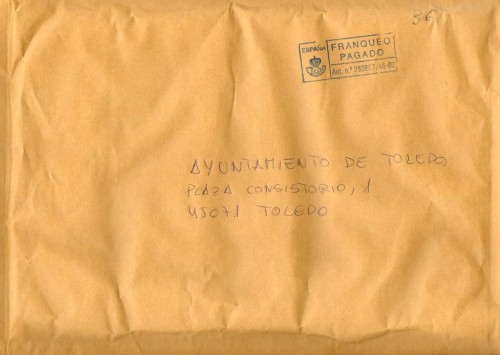 36
ESPAÑA
FRANQUEO
PAGADO
AYUNTAMIENTO DE TOLEDO
PLAZA CONSISTORIO, 1
45071 TOLEDO